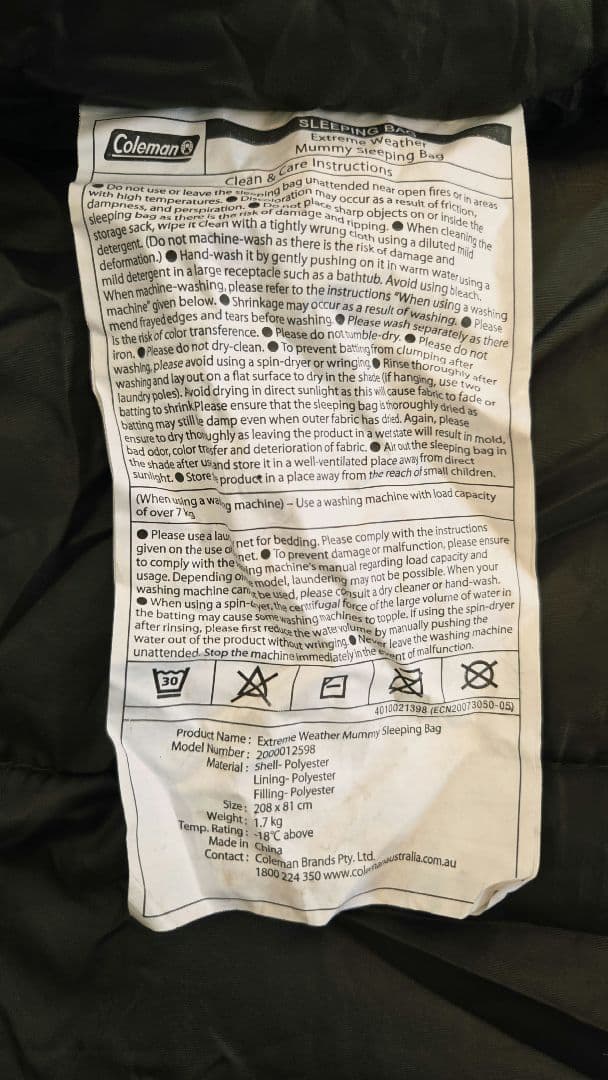 Coleman
SLEEPING BAG
Extreme Weather
Mummy Sleeping Bag
Clean & Care Instructions
● Do not use or leave the sleeping bag unattended near open fires or in areas
with high temperatures. ● Discoloration may occur as a result of friction,
dampness, and perspiration. ● Do not place sharp objects on or inside the
sleeping bag as there is the risk of damage and ripping. ● When cleaning the
storage sack, wipe it clean with a tightly wrung cloth using a diluted mild
detergent. (Do not machine-wash as there is the risk of damage and
deformation.) ● Hand-wash it by gently pushing on it in warm water using a
mild detergent in a large receptacle such as a bathtub. Avoid using bleach.
When machine-washing, please refer to the instructions "When using a washing
machine" given below. ● Shrinkage may occur as a result of washing. ● Please
mend frayed edges and tears before washing ● Please wash separately as there
is the risk of color transference. ● Please do not tumble-dry. ● Please do not
iron. ● Please do not dry-clean. ● To prevent batting from clumping after
washing, please avoid using a spin-dryer or wringing ● Rinse thoroughly after
washing and lay out on a flat surface to dry in the shade (if hanging, use two
laundry poles). Avoid drying in direct sunlight as this will cause fabric to fade or
batting to shrinkPlease ensure that the sleeping bag is thoroughly dried as
batting may still be damp even when outer fabric has dried. Again, please
ensure to dry thoroughly as leaving the product in a wet state will result in mold,
bad odor, color transfer and deterioration of fabric. ● Air out the sleeping bag in
the shade after us and store it in a well-ventilated place away from direct
sunlight. ● Store product in a place away from the reach of small children.
(When using a wa g machine) – Use a washing machine with load capacity
of over 7 kg
● Please use a lau net for bedding. Please comply with the instructions
given on the use o net. ● To prevent damage or malfunction, please ensure
to comply with the ing machine's manual regarding load capacity and
usage. Depending on model, laundering may not be possible. When your
washing machine can t be used, please consult a dry cleaner or hand-wash.
● When using a spin- yer, the centrifugal force of the large volume of water in
the batting may cause some washing machines to topple. If using the spin-dryer
after rinsing, please first reduce the water volume by manually pushing the
water out of the product without wringing. ● Never leave the washing machine
unattended. Stop the machine immediately in the event of malfunction.
30
4010021398 (ECN20073050-05)
Product Name : Extreme Weather Mummy Sleeping Bag
Model Number : 2000012598
Material : Shell- Polyester
Lining- Polyester
Filling- Polyester
Size : 208 x 81 cm
Weight : 1.7 kg
Temp. Rating : -18°C above
Made in China
Contact : Coleman Brands Pty. Ltd.
1800 224 350 www.colemanaustralia.com.au